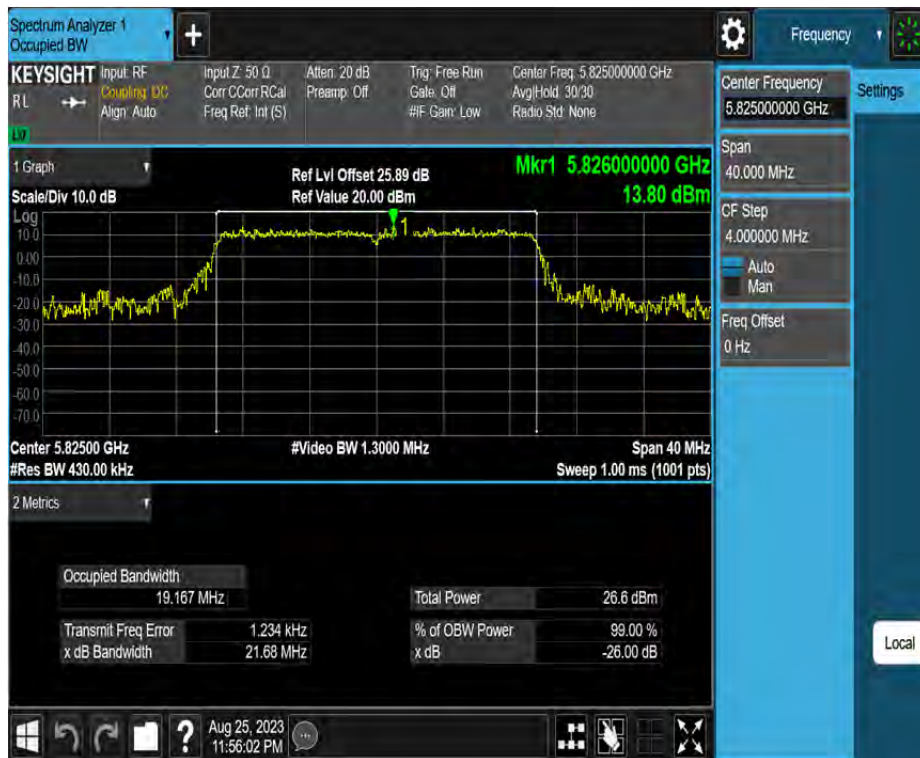 Spectrum Analyzer 1
Occupied BW
+
Frequency
KEYSIGHT
RL
Input: RF
Coupling: DC
Align: Auto
Input Z: 50 Ω
Corr CCorr RCal
Freq Ref: Int (S)
Atten: 20 dB
Preamp: Off
Trig: Free Run
Gate: Off
#IF Gain: Low
Center Freq: 5.825000000 GHz
Avg|Hold: 30/30
Radio Std: None
Center Frequency
5.825000000 GHz
Settings
Span
40.000 MHz
CF Step
4.000000 MHz
Auto
Man
Freq Offset
0 Hz
Local
1 Graph
Scale/Div 10.0 dB
Ref Lvl Offset 25.89 dB
Ref Value 20.00 dBm
Mkr1 5.826000000 GHz
13.80 dBm
Log
10.0
0.00
-10.0
-20.0
-30.0
-40.0
-50.0
-60.0
-70.0
1
Center 5.82500 GHz
#Video BW 1.3000 MHz
Span 40 MHz
#Res BW 430.00 kHz
Sweep 1.00 ms (1001 pts)
2 Metrics
Occupied Bandwidth
19.167 MHz
Total Power 26.6 dBm
Transmit Freq Error 1.234 kHz
% of OBW Power 99.00 %
x dB Bandwidth 21.68 MHz
x dB -26.00 dB
?
Aug 25, 2023
11:56:02 PM